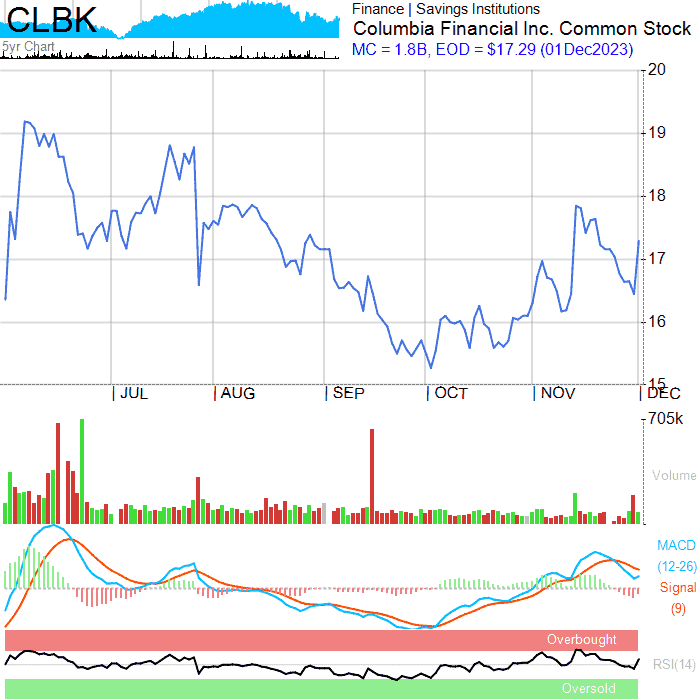 CLBK
5yr Chart
Finance | Savings Institutions
Columbia Financial Inc. Common Stock
MC = 1.8B, EOD = $17.29 (01Dec2023)
20
19
18
17
16
15
| JUL | AUG | SEP | OCT | NOV | DEC
705k
Volume
MACD
(12-26)
Signal
(9)
Overbought
RSI(14)
Oversold